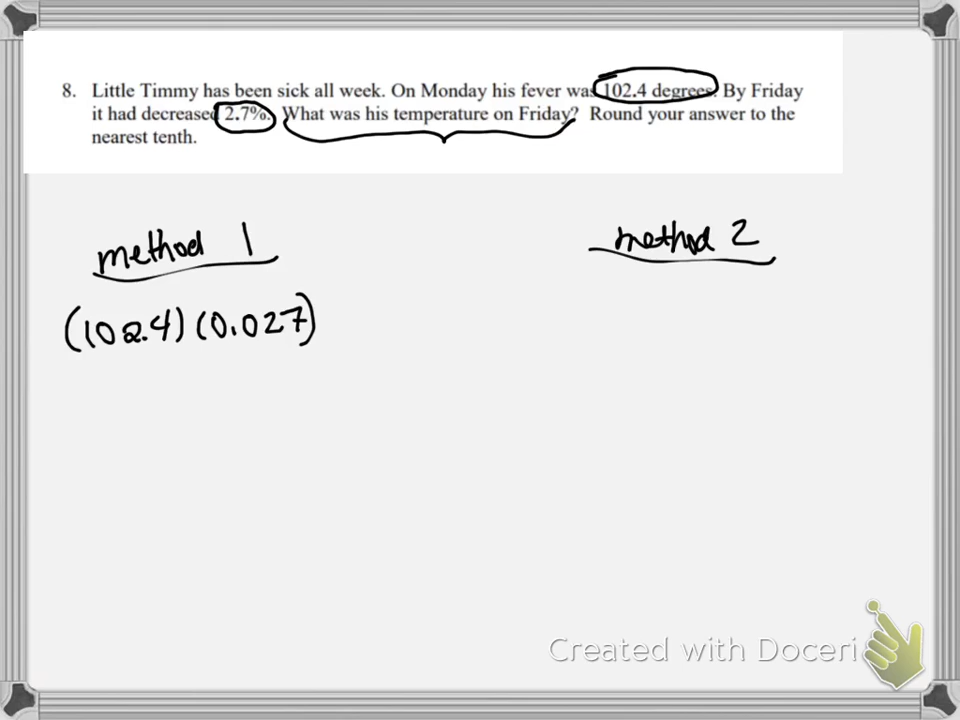 8. Little Timmy has been sick all week. On Monday his fever was 102.4 degrees. By Friday
it had decreased 2.7%. What was his temperature on Friday? Round your answer to the
nearest tenth.
method 1
method 2
(102.4)(0.027)
Created with Doceri